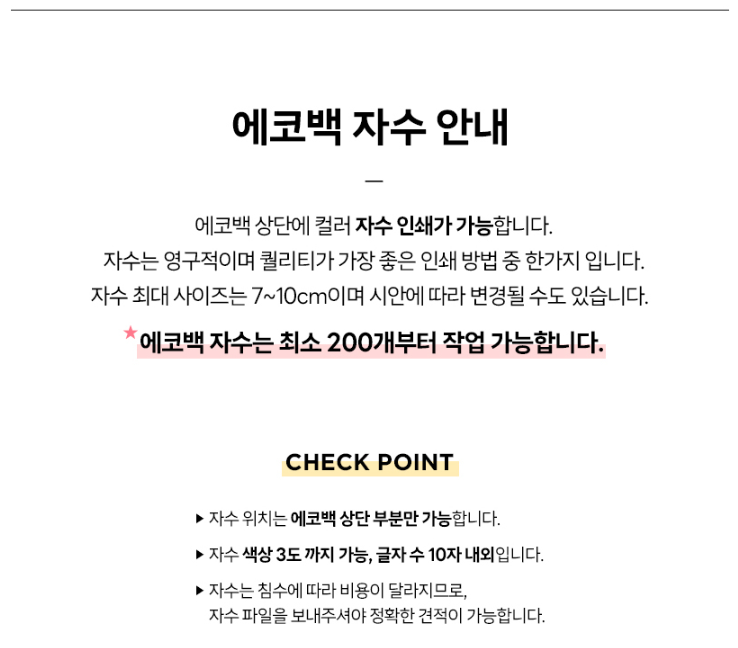 에코백 자수 안내
에코백 상단에 컬러 자수 인쇄가 가능합니다.
자수는 영구적이며 퀄리티가 가장 좋은 인쇄 방법 중 한가지 입니다.
자수 최대 사이즈는 7~10cm이며 시안에 따라 변경될 수도 있습니다.
★에코백 자수는 최소 200개부터 작업 가능합니다.
CHECK POINT
▶ 자수 위치는 에코백 상단 부분만 가능합니다.
▶ 자수 색상 3도 까지 가능, 글자 수 10자 내외입니다.
▶ 자수는 침수에 따라 비용이 달라지므로,
자수 파일을 보내주셔야 정확한 견적이 가능합니다.